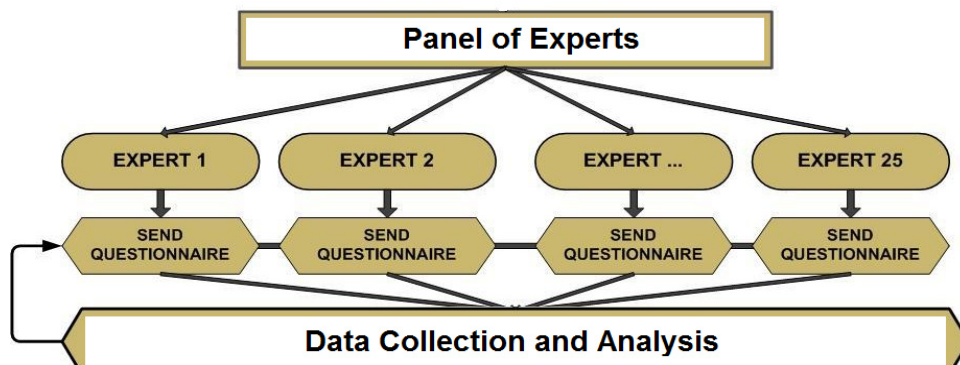 Panel of Experts
EXPERT 1
EXPERT 2
EXPERT ...
EXPERT 25
SEND
QUESTIONNAIRE
SEND
QUESTIONNAIRE
SEND
QUESTIONNAIRE
SEND
QUESTIONNAIRE
Data Collection and Analysis